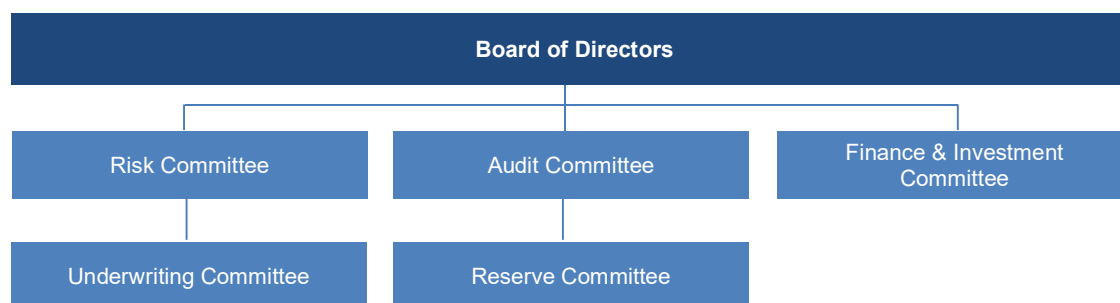 Board of Directors
Risk Committee
Audit Committee
Finance & Investment
Committee
Underwriting Committee
Reserve Committee